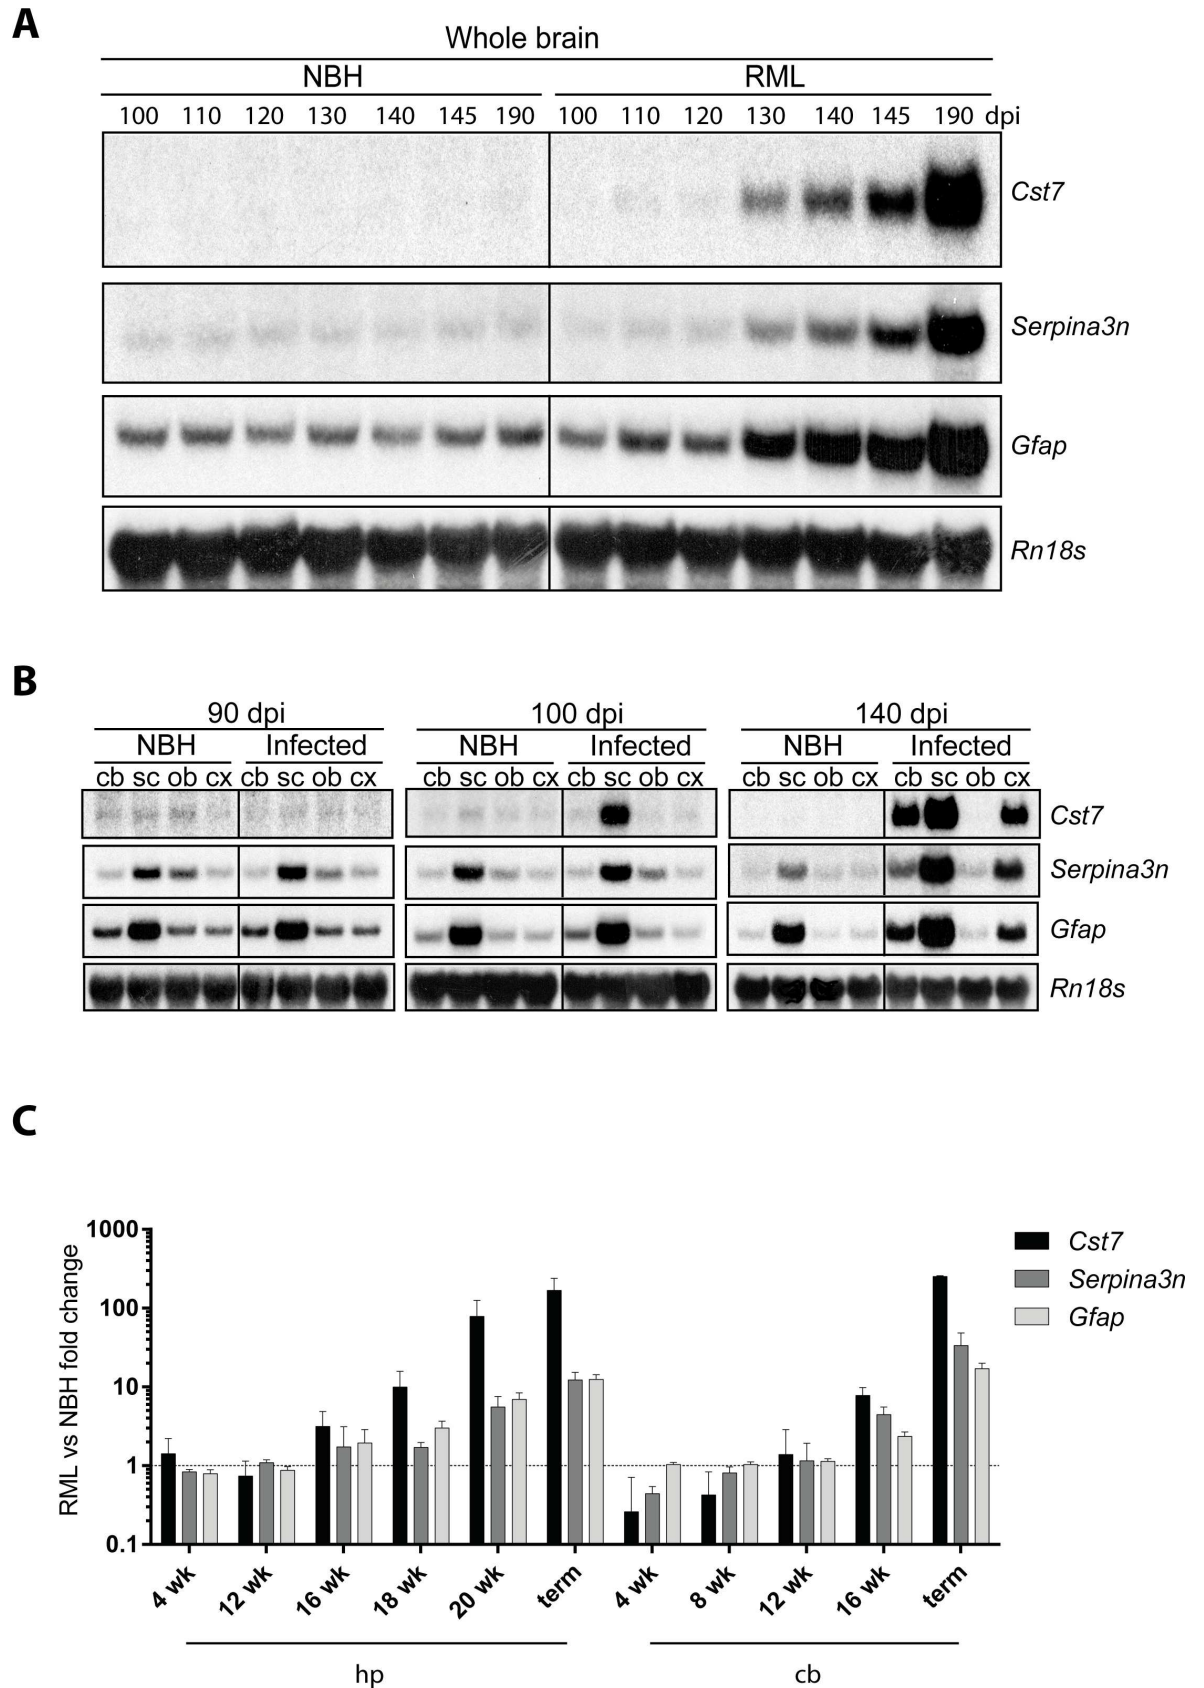 A
Whole brain
NBH RML
100 110 120 130 140 145 190 100 110 120 130 140 145 190 dpi
Cst7
Serpina3n
Gfap
Rn18s
B
90 dpi 100 dpi 140 dpi
NBH Infected NBH Infected NBH Infected
cb sc ob cx cb sc ob cx cb sc ob cx cb sc ob cx cb sc ob cx cb sc ob cx
Cst7
Serpina3n
Gfap
Rn18s
C
RML vs NBH fold change
1000
100
10
1
0.1
Cst7
Serpina3n
Gfap
4 wk 12 wk 16 wk 18 wk 20 wk term 4 wk 8 wk 12 wk 16 wk term
hp cb